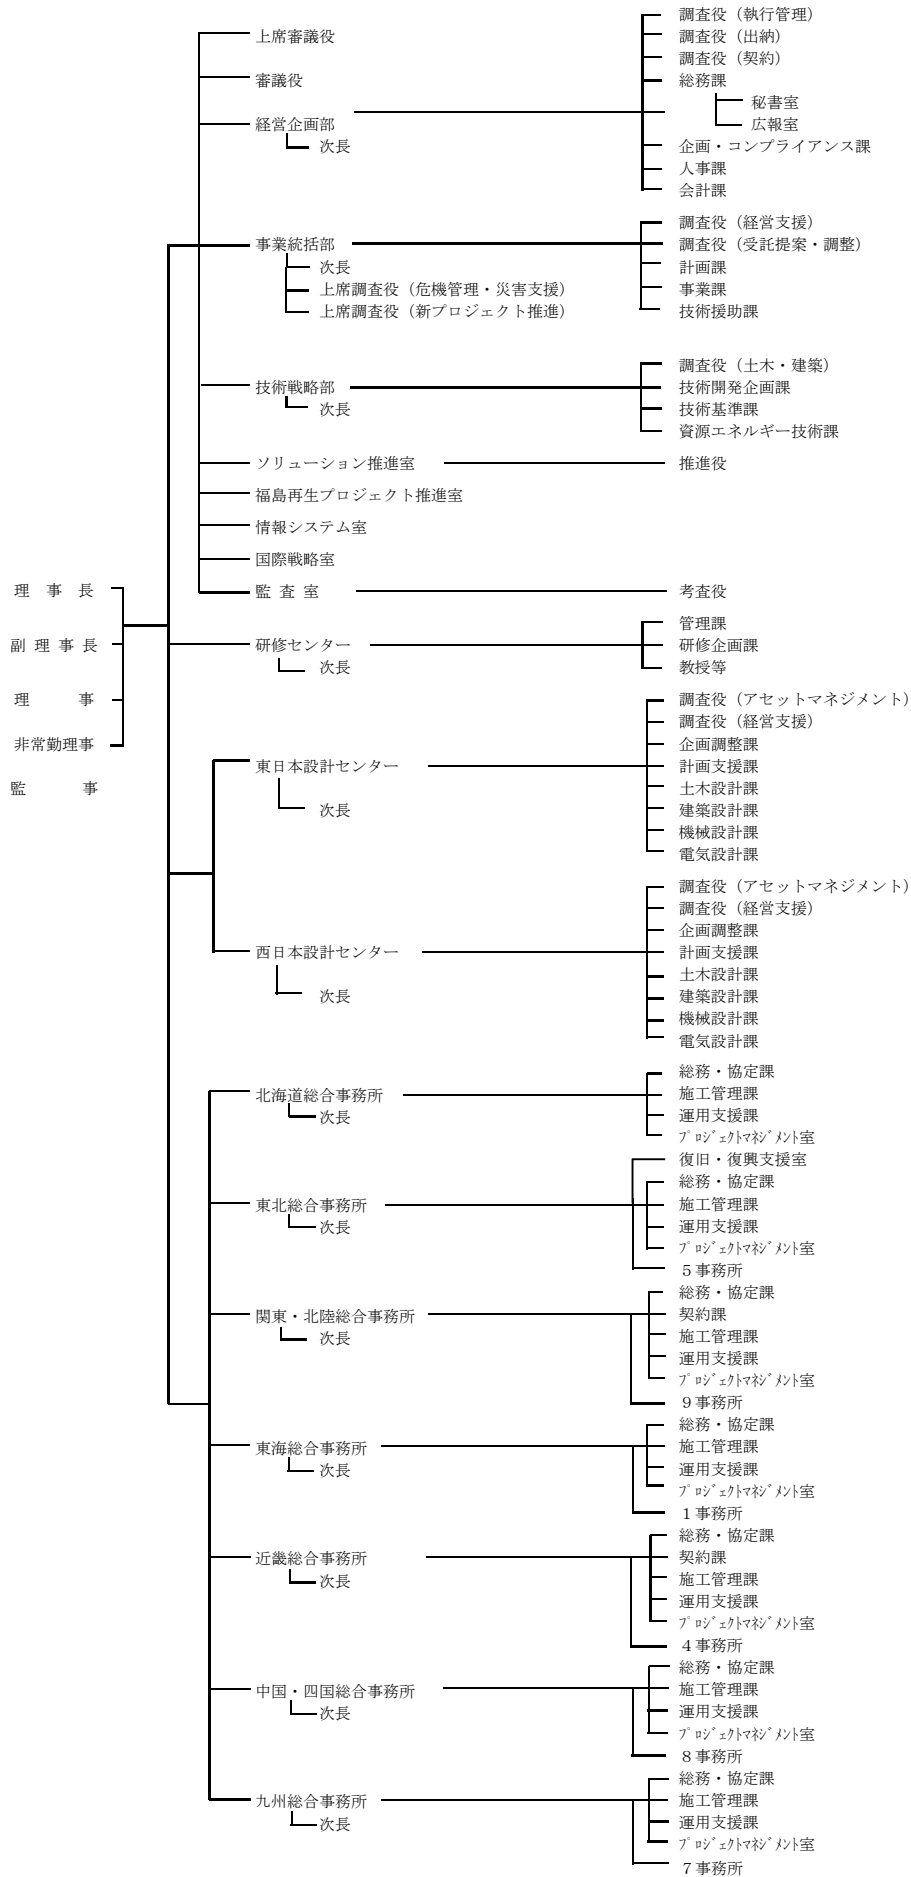 理 事 長
副 理 事 長
理 事
非常勤理事
監 事
上席審議役
審議役
経営企画部
次長
調査役（執行管理）
調査役（出納）
調査役（契約）
総務課
秘書室
広報室
企画・コンプライアンス課
人事課
会計課
事業統括部
次長
上席調査役（危機管理・災害支援）
上席調査役（新プロジェクト推進）
調査役（経営支援）
調査役（受託提案・調整）
計画課
事業課
技術援助課
技術戦略部
次長
調査役（土木・建築）
技術開発企画課
技術基準課
資源エネルギー技術課
ソリューション推進室
推進役
福島再生プロジェクト推進室
情報システム室
国際戦略室
監 査 室
考査役
研修センター
次長
管理課
研修企画課
教授等
東日本設計センター
次長
調査役（アセットマネジメント）
調査役（経営支援）
企画調整課
計画支援課
土木設計課
建築設計課
機械設計課
電気設計課
西日本設計センター
次長
調査役（アセットマネジメント）
調査役（経営支援）
企画調整課
計画支援課
土木設計課
建築設計課
機械設計課
電気設計課
北海道総合事務所
次長
総務・協定課
施工管理課
運用支援課
ﾌﾟﾛｼﾞｪｸﾄﾏﾈｼﾞﾒﾝﾄ室
東北総合事務所
次長
復旧・復興支援室
総務・協定課
施工管理課
運用支援課
ﾌﾟﾛｼﾞｪｸﾄﾏﾈｼﾞﾒﾝﾄ室
５事務所
関東・北陸総合事務所
次長
総務・協定課
契約課
施工管理課
運用支援課
ﾌﾟﾛｼﾞｪｸﾄﾏﾈｼﾞﾒﾝﾄ室
９事務所
東海総合事務所
次長
総務・協定課
施工管理課
運用支援課
ﾌﾟﾛｼﾞｪｸﾄﾏﾈｼﾞﾒﾝﾄ室
１事務所
近畿総合事務所
次長
総務・協定課
契約課
施工管理課
運用支援課
ﾌﾟﾛｼﾞｪｸﾄﾏﾈｼﾞﾒﾝﾄ室
４事務所
中国・四国総合事務所
次長
総務・協定課
施工管理課
運用支援課
ﾌﾟﾛｼﾞｪｸﾄﾏﾈｼﾞﾒﾝﾄ室
８事務所
九州総合事務所
次長
総務・協定課
施工管理課
運用支援課
ﾌﾟﾛｼﾞｪｸﾄﾏﾈｼﾞﾒﾝﾄ室
７事務所